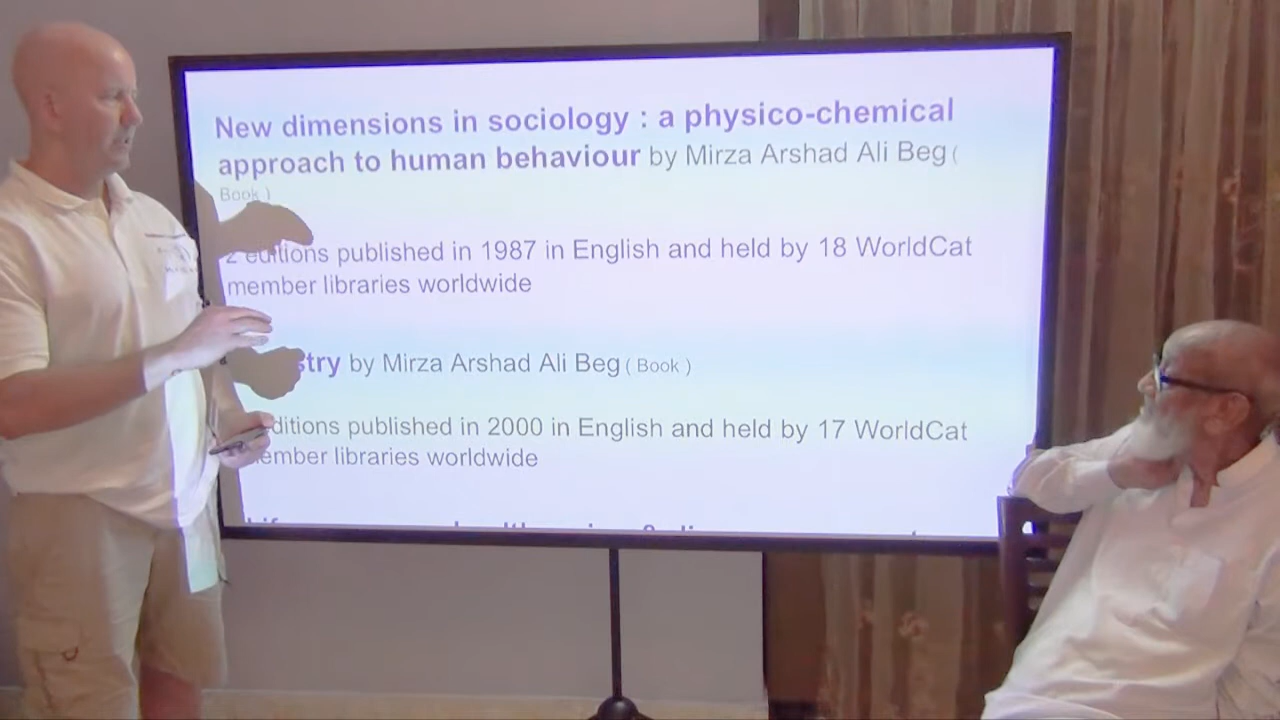 New dimensions in sociology : a physico-chemical
approach to human behaviour by Mirza Arshad Ali Beg (
Book )
2 editions published in 1987 in English and held by 18 WorldCat
member libraries worldwide
stry by Mirza Arshad Ali Beg ( Book )
ditions published in 2000 in English and held by 17 WorldCat
ember libraries worldwide